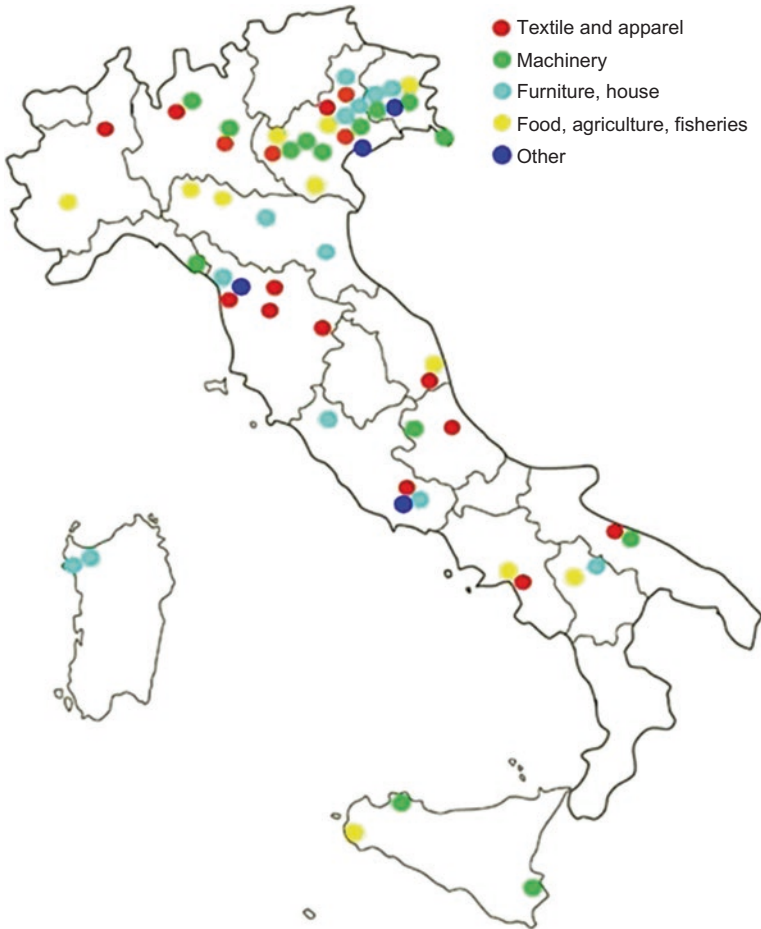 Textile and apparel
Machinery
Furniture, house
Food, agriculture, fisheries
Other